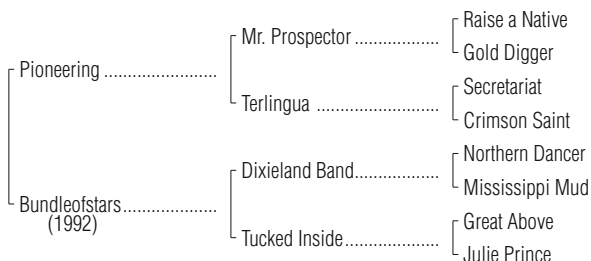 Raise a Native
Mr. Prospector ..................
Gold Digger
Pioneering ........................
Secretariat
Terlingua ..........................
Crimson Saint
Northern Dancer
Dixieland Band..................
Mississippi Mud
Bundleofstars....................
(1992)
Great Above
Tucked Inside....................
Julie Prince